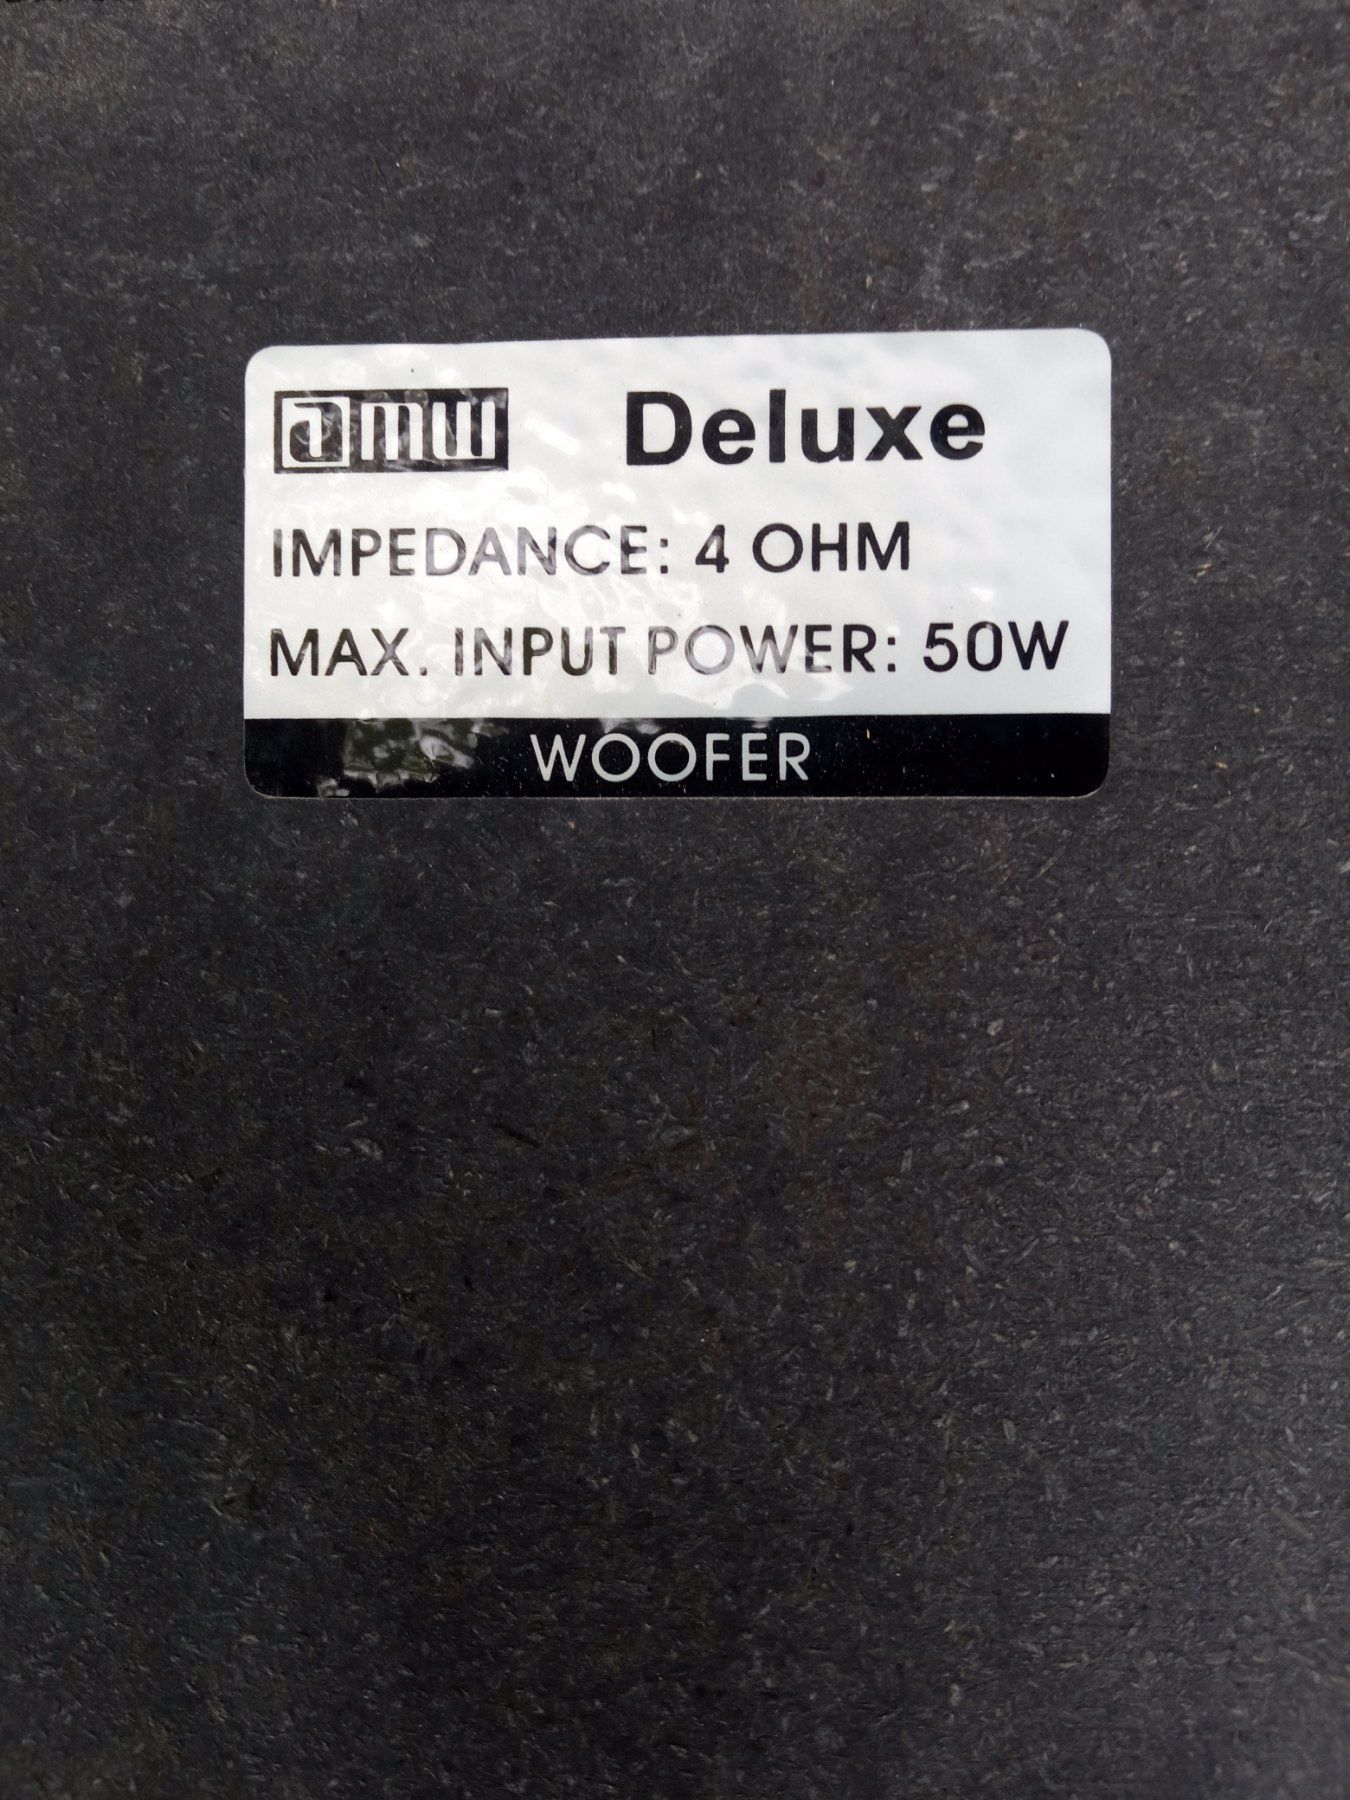 amw Deluxe
IMPEDANCE: 4 OHM
MAX. INPUT POWER: 50W
WOOFER